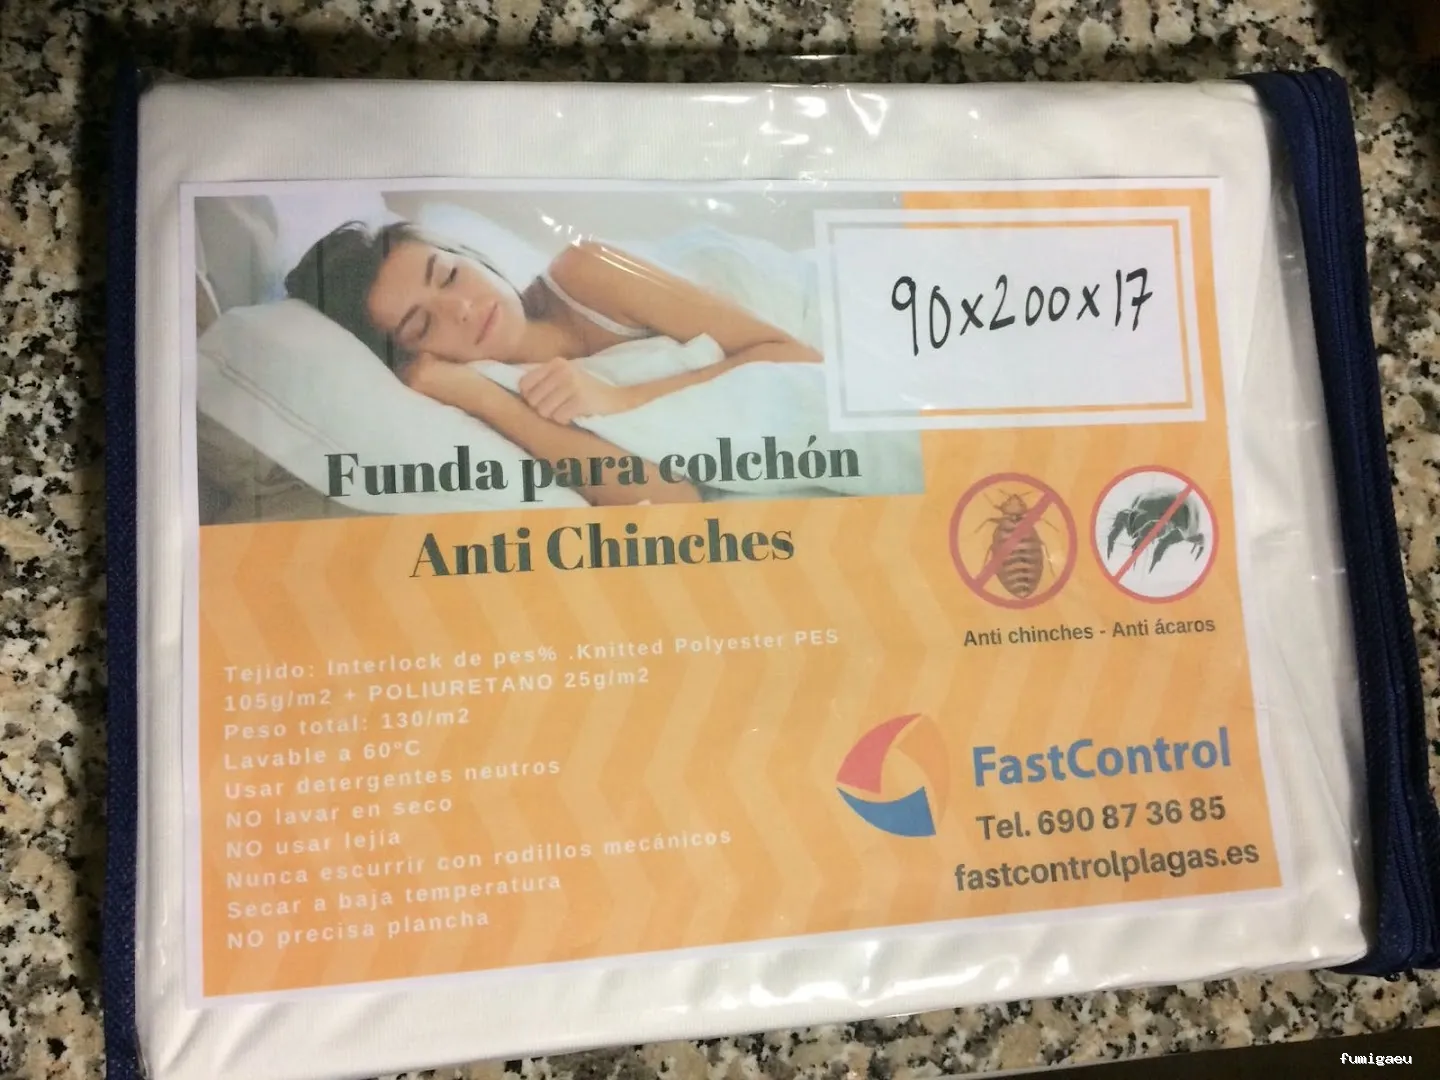 90x200x17
Funda para colchón
Anti Chinches
Anti chinches - Anti ácaros
Tejido: Interlock de pes% .Knitted Polyester PES
105g/m2 + POLIURETANO 25g/m2
Peso total: 130/m2
Lavable a 60°C
Usar detergentes neutros
NO lavar en seco
NO usar lejía
Nunca escurrir con rodillos mecánicos
Secar a baja temperatura
NO precisa plancha
FastControl
Tel. 690 87 36 85
fastcontrolplagas.es
fumigaeu